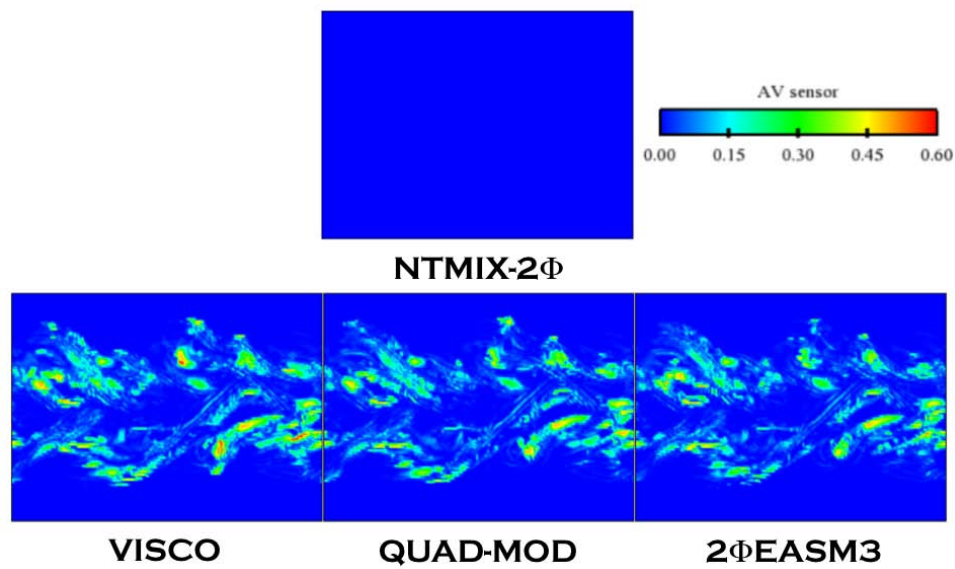 AV sensor
0.00 0.15 0.30 0.45 0.60
NTMIX-2Φ
VISCO QUAD-MOD 2ΦEASM3